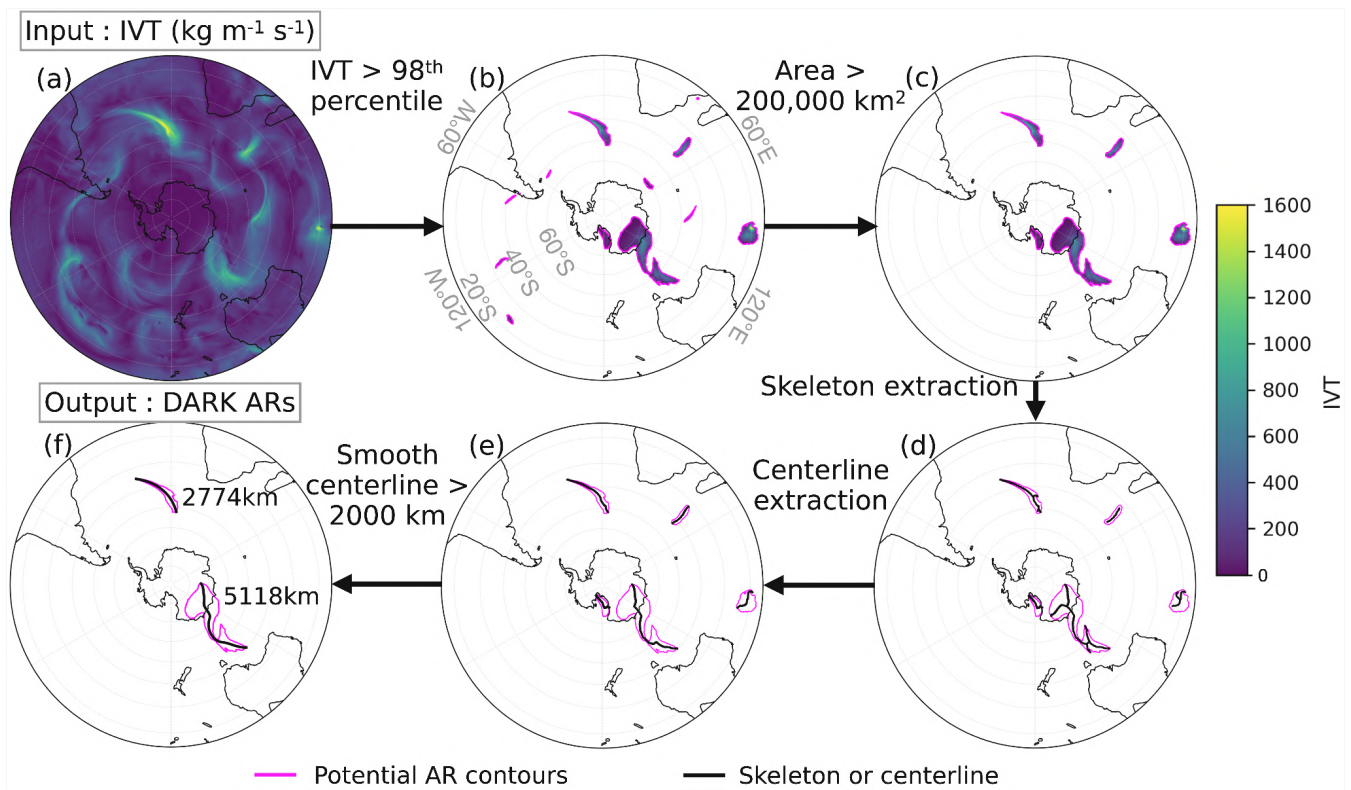 Input : IVT (kg m-1 s-1)
(a)
IVT > 98th
percentile
(b)
Area >
200,000 km2
(c)
60°W
60°E
60°S
40°S
20°S
120°W
120°E
1600
1400
1200
1000
800
600
400
200
0
IVT
Skeleton extraction
Output : DARK ARs
(f)
2774km
5118km
Smooth
centerline >
2000 km
(e)
Centerline
extraction
(d)
Potential AR contours
Skeleton or centerline